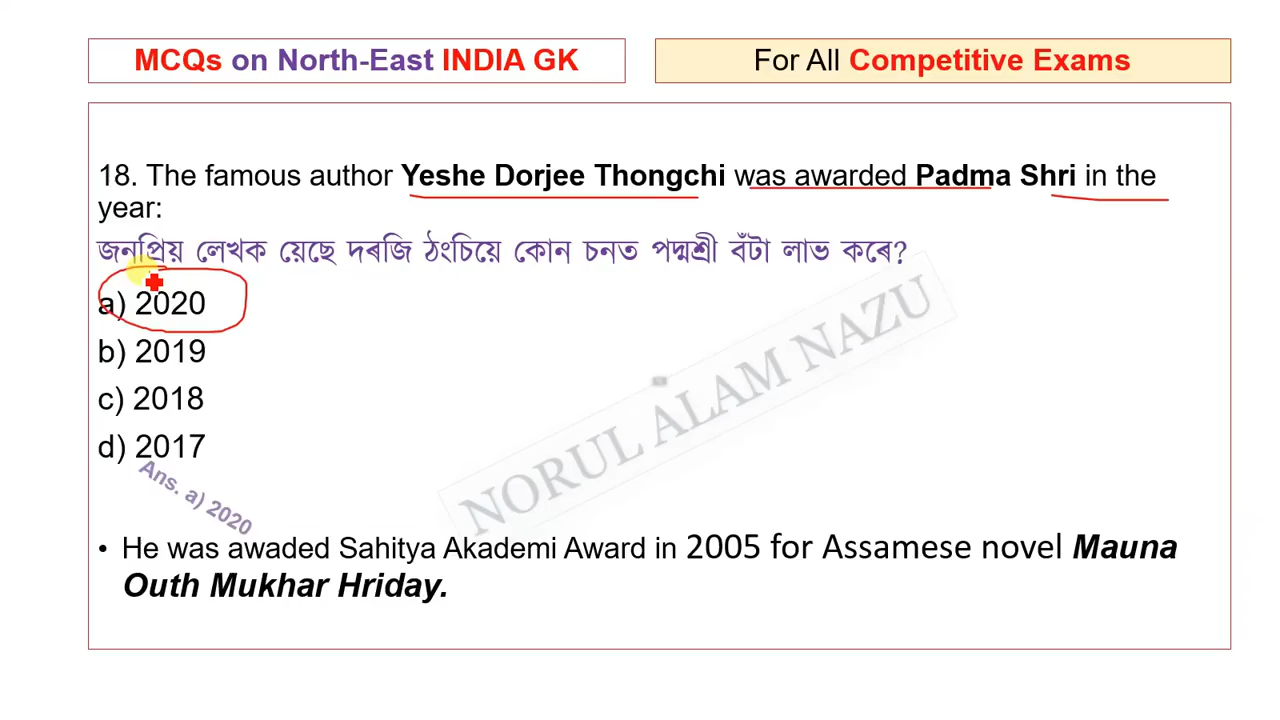 MCQs on North-East INDIA GK
For All Competitive Exams
18. The famous author Yeshe Dorjee Thongchi was awarded Padma Shri in the
year:
জনপ্ৰিয় লেখক য়েছে দৰজি ঠংচিয়ে কোন চনত পদ্মশ্ৰী বঁটা লাভ কৰে?
a) 2020
b) 2019
c) 2018
d) 2017
Ans. a) 2020
NORUL ALAM NAZU
• He was awaded Sahitya Akademi Award in 2005 for Assamese novel Mauna
Outh Mukhar Hriday.